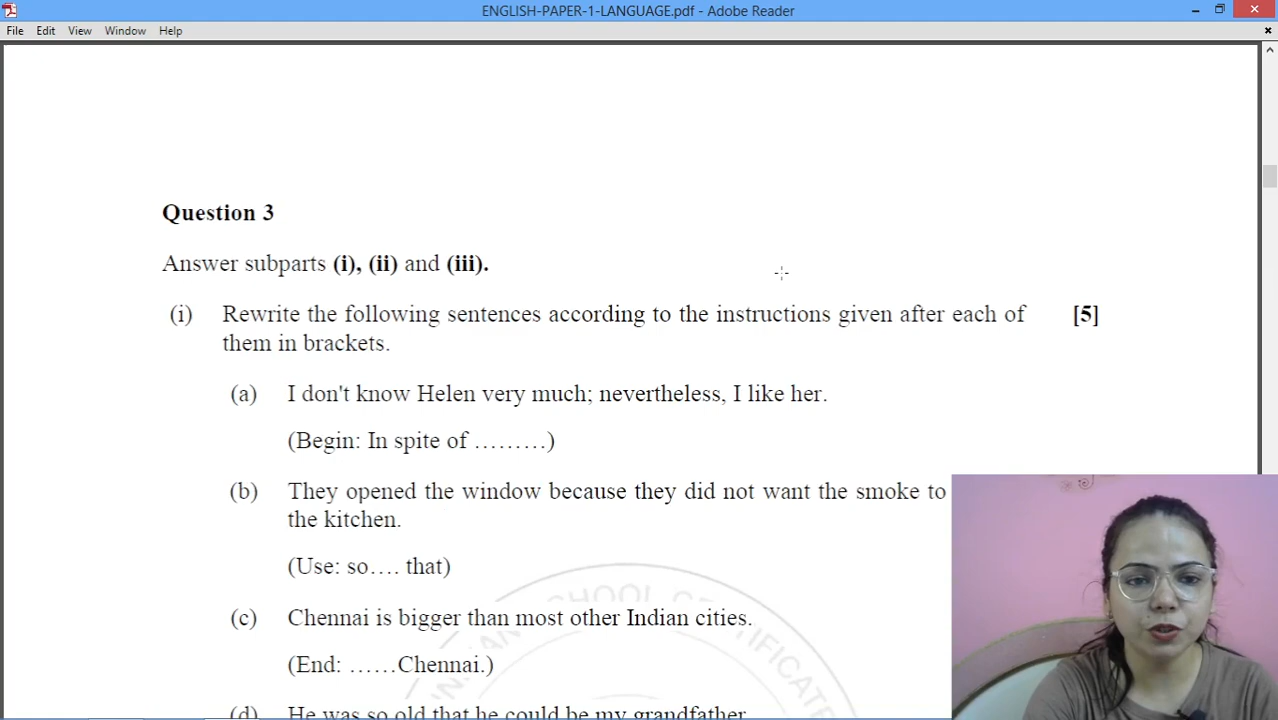 ENGLISH-PAPER-1-LANGUAGE.pdf - Adobe Reader
File Edit View Window Help
Question 3
Answer subparts (i), (ii) and (iii).
(i) Rewrite the following sentences according to the instructions given after each of [5]
them in brackets.
(a) I don't know Helen very much; nevertheless, I like her.
(Begin: In spite of ………)
(b) They opened the window because they did not want the smoke to
the kitchen.
(Use: so…. that)
(c) Chennai is bigger than most other Indian cities.
(End: ……Chennai.)
(d) He was so old that he could be my grandfather.